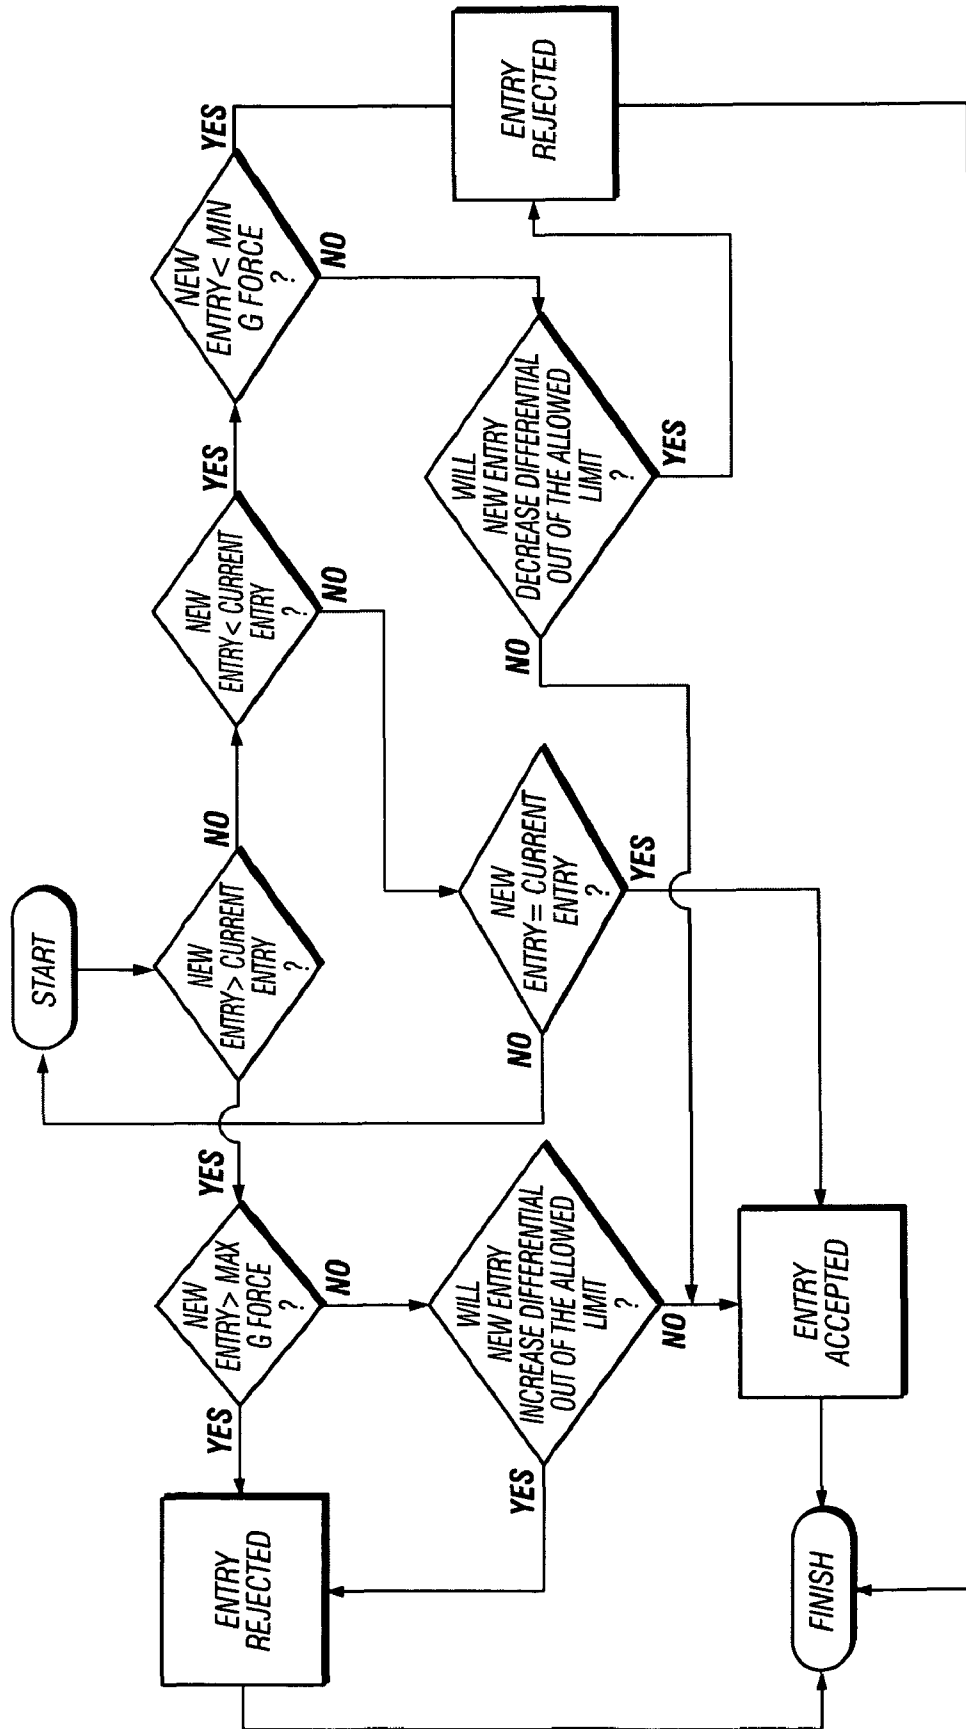 START
NEW
ENTRY > CURRENT
ENTRY
?
YES
NO
NEW
ENTRY > MAX
G FORCE
?
YES
NO
ENTRY
REJECTED
WILL
NEW ENTRY
INCREASE DIFFERENTIAL
OUT OF THE ALLOWED
LIMIT
?
YES
NO
NEW
ENTRY < CURRENT
ENTRY
?
YES
NO
NEW
ENTRY = CURRENT
ENTRY
?
NO
YES
NEW
ENTRY < MIN
G FORCE
?
YES
NO
WILL
NEW ENTRY
DECREASE DIFFERENTIAL
OUT OF THE ALLOWED
LIMIT
?
NO
YES
ENTRY
REJECTED
ENTRY
ACCEPTED
FINISH